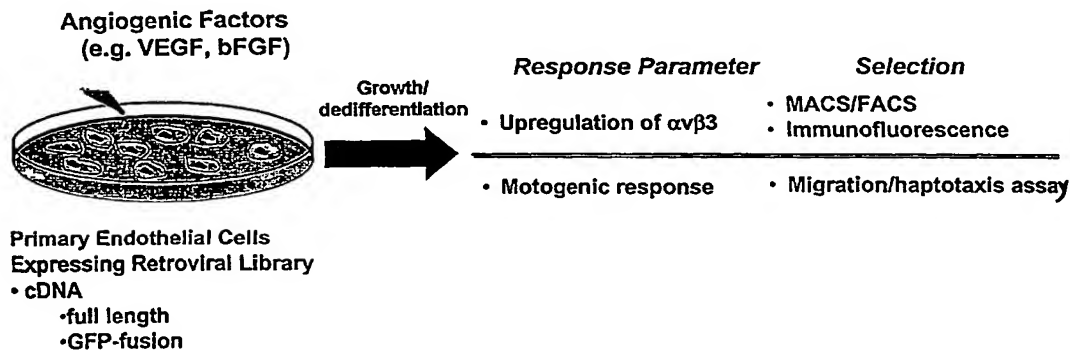 Angiogenic Factors
(e.g. VEGF, bFGF)
Growth/
dedifferentiation
Response Parameter
Selection
• Upregulation of αvβ3
• MACS/FACS
• Immunofluorescence
• Motogenic response
• Migration/haptotaxis assay
Primary Endothelial Cells
Expressing Retroviral Library
• cDNA
•full length
•GFP-fusion